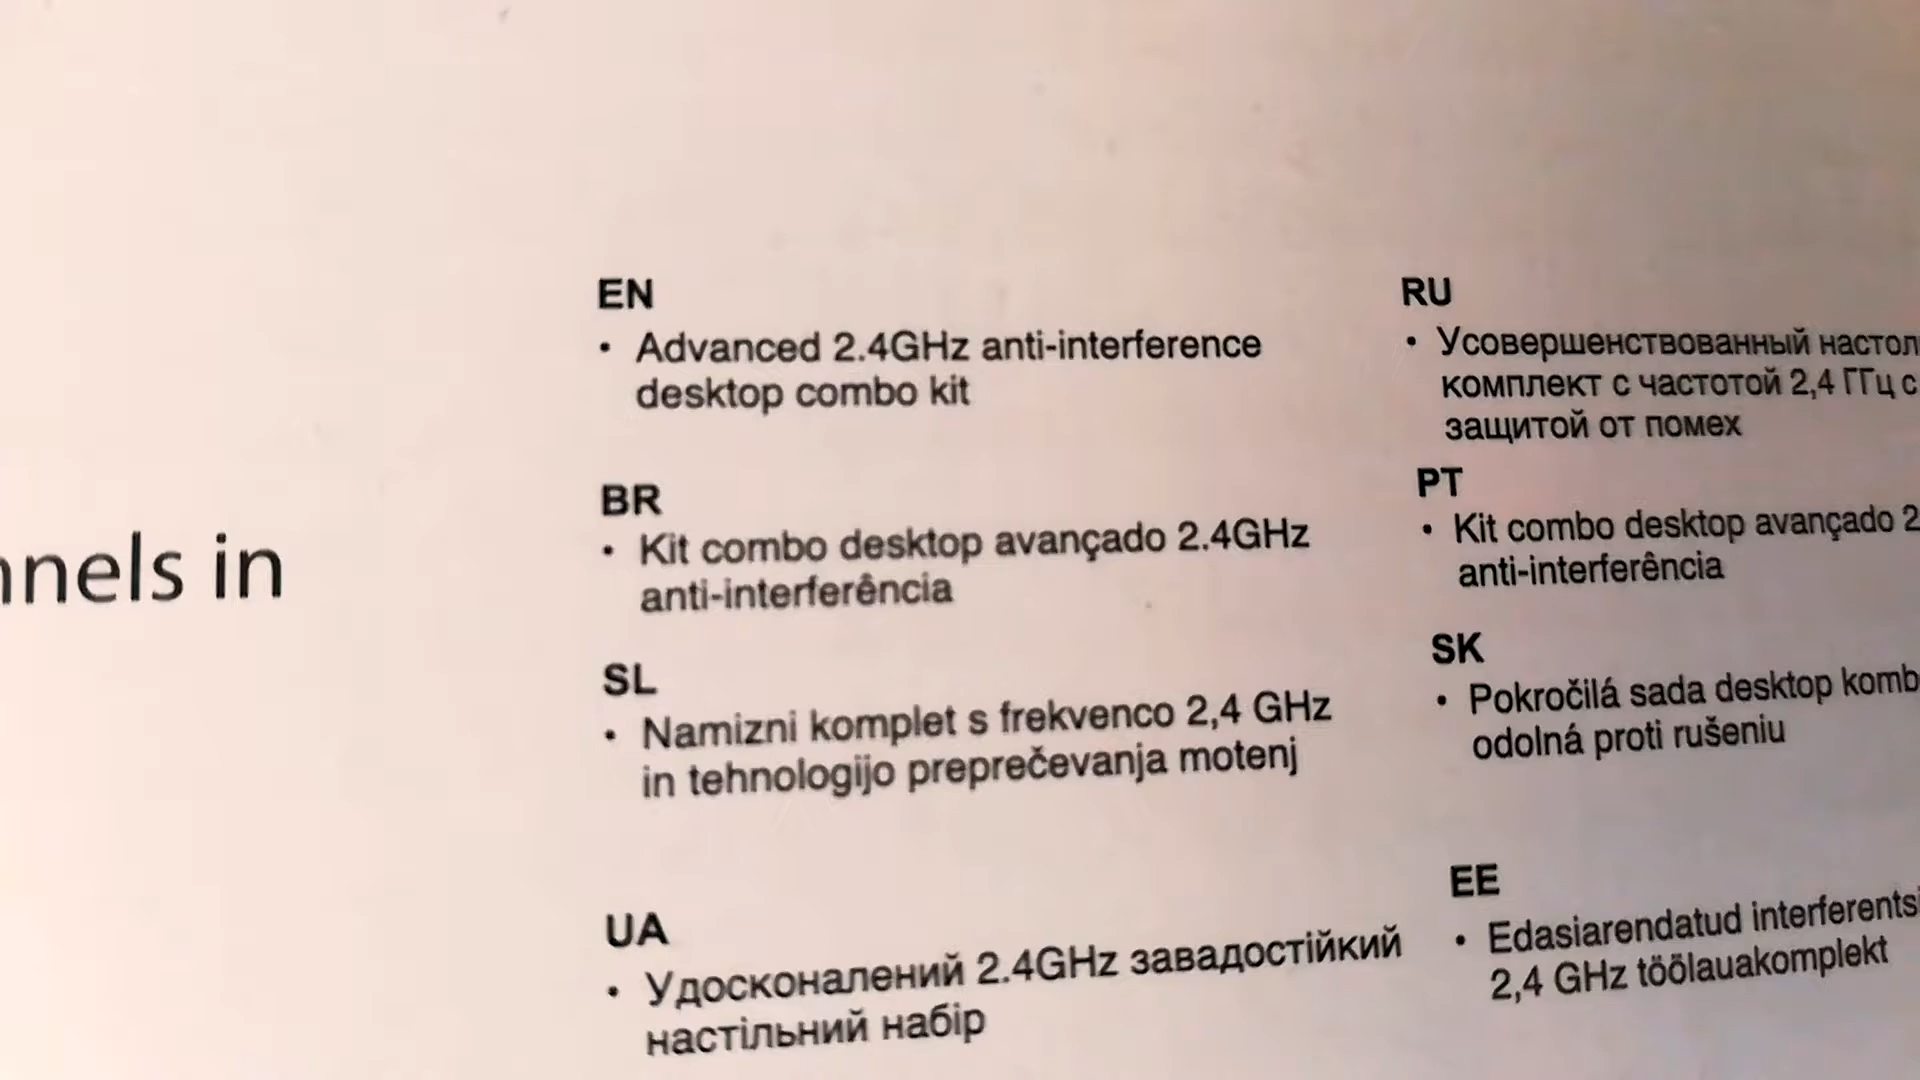 nnels in
EN
• Advanced 2.4GHz anti-interference
desktop combo kit
BR
• Kit combo desktop avançado 2.4GHz
anti-interferência
SL
• Namizni komplet s frekvenco 2,4 GHz
in tehnologijo preprečevanja motenj
UA
• Удосконалений 2.4GHz завадостійкий
настільний набір
RU
• Усовершенствованный настол
комплект с частотой 2,4 ГГц с
защитой от помех
PT
• Kit combo desktop avançado 2
anti-interferência
SK
• Pokročilá sada desktop komb
odolná proti rušeniu
EE
• Edasiarendatud interferentsi
2,4 GHz töölauakomplekt